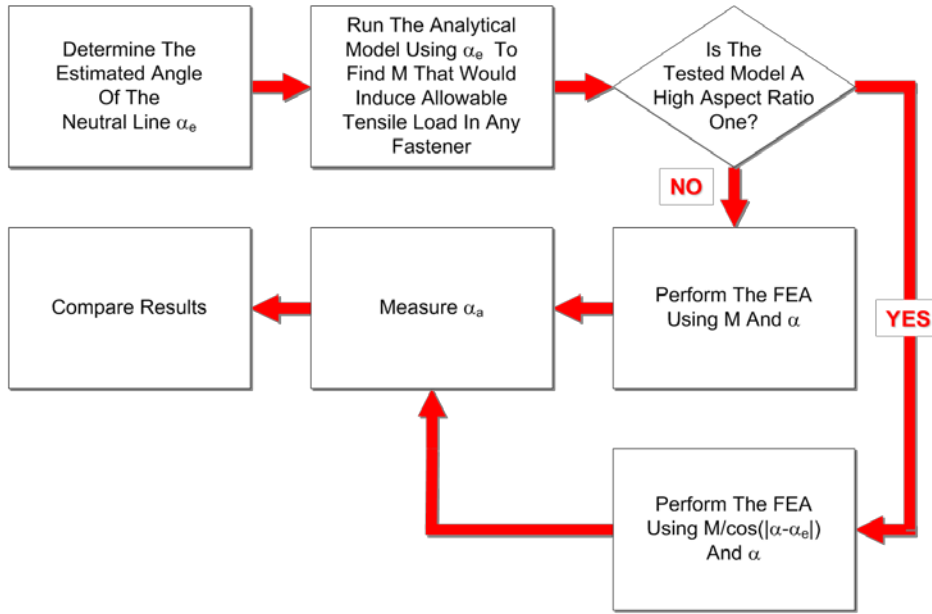 Determine The
Estimated Angle
Of The
Neutral Line αe
Run The Analytical
Model Using αe To
Find M That Would
Induce Allowable
Tensile Load In Any
Fastener
Is The
Tested Model A
High Aspect Ratio
One?
NO
YES
Compare Results
Measure αa
Perform The FEA
Using M And α
Perform The FEA
Using M/cos(|α-αe|)
And α